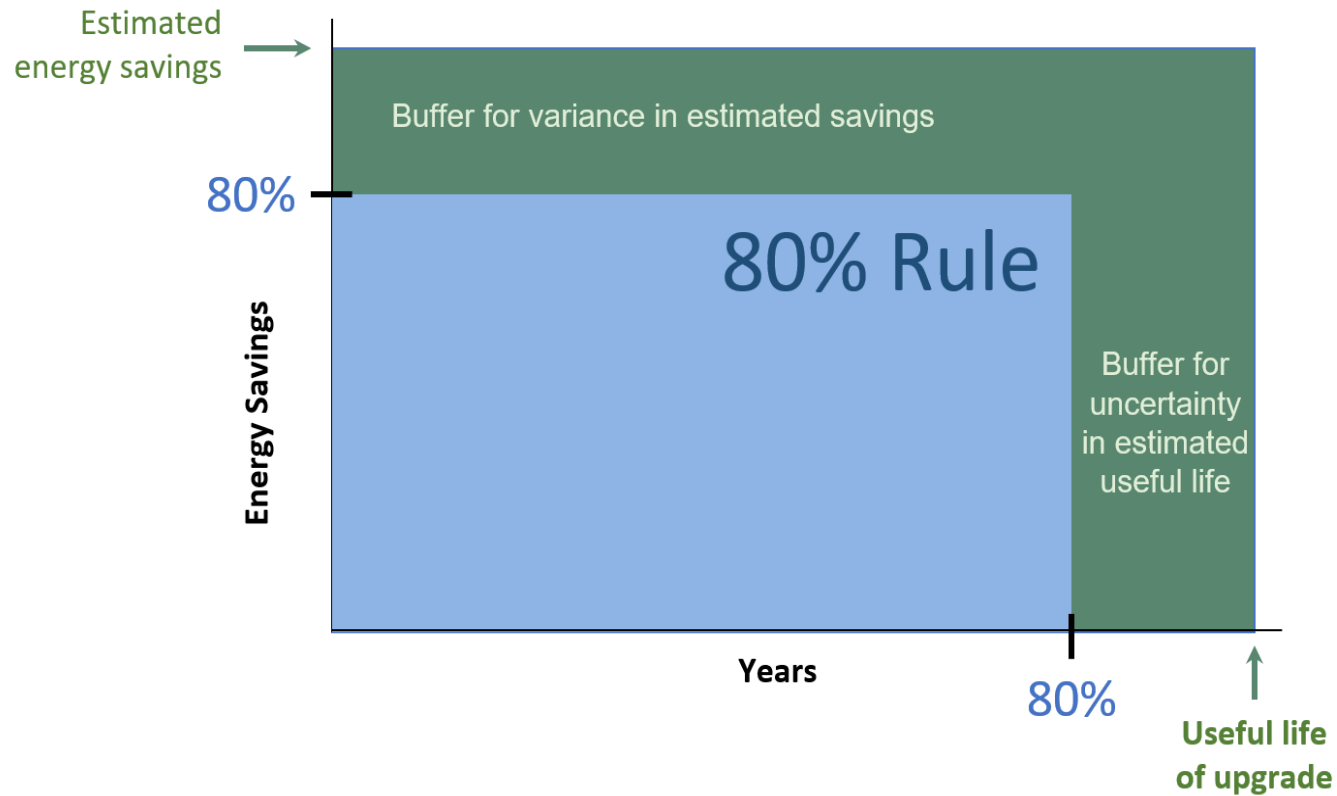 Estimated
energy savings
Buffer for variance in estimated savings
80%
80% Rule
Energy Savings
Buffer for
uncertainty
in estimated
useful life
Years
80%
Useful life
of upgrade